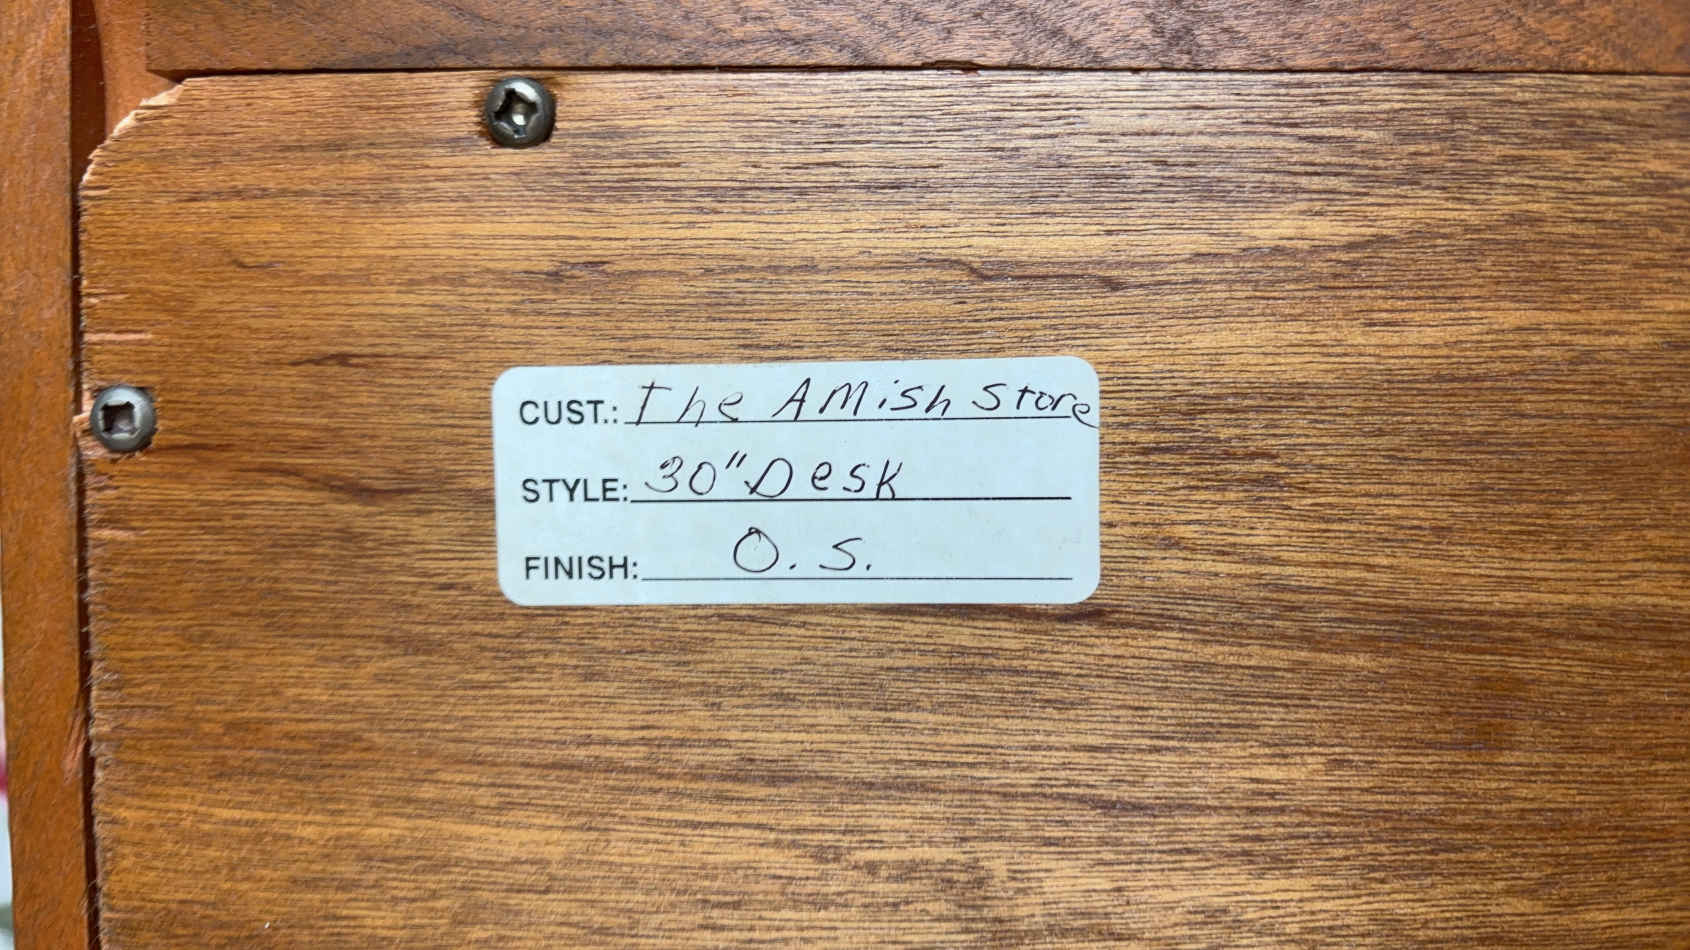 CUST.: The AMish Store
STYLE: 30" Desk
FINISH: O. S.